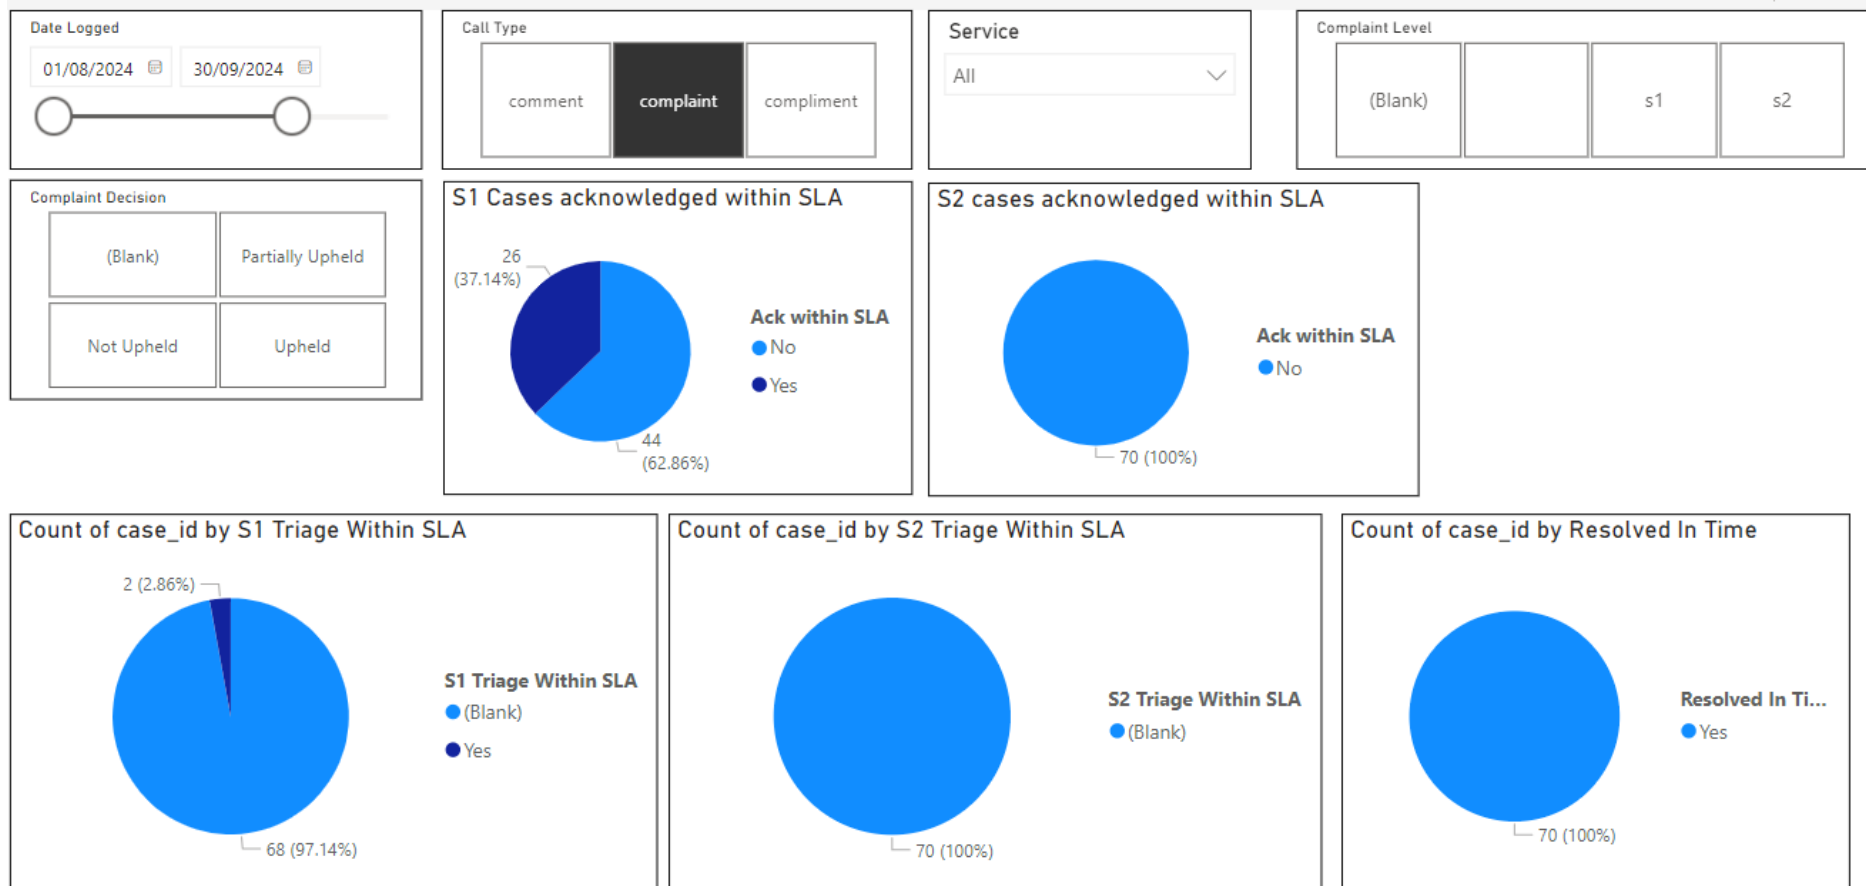 Date Logged
01/08/2024
30/09/2024
Call Type
comment
complaint
compliment
Service
All
Complaint Level
(Blank)
s1
s2
Complaint Decision
(Blank)
Partially Upheld
Not Upheld
Upheld
S1 Cases acknowledged within SLA
26
(37.14%)
44
(62.86%)
Ack within SLA
No
Yes
S2 cases acknowledged within SLA
70 (100%)
Ack within SLA
No
Count of case_id by S1 Triage Within SLA
2 (2.86%)
68 (97.14%)
S1 Triage Within SLA
(Blank)
Yes
Count of case_id by S2 Triage Within SLA
70 (100%)
S2 Triage Within SLA
(Blank)
Count of case_id by Resolved In Time
70 (100%)
Resolved In Ti...
Yes